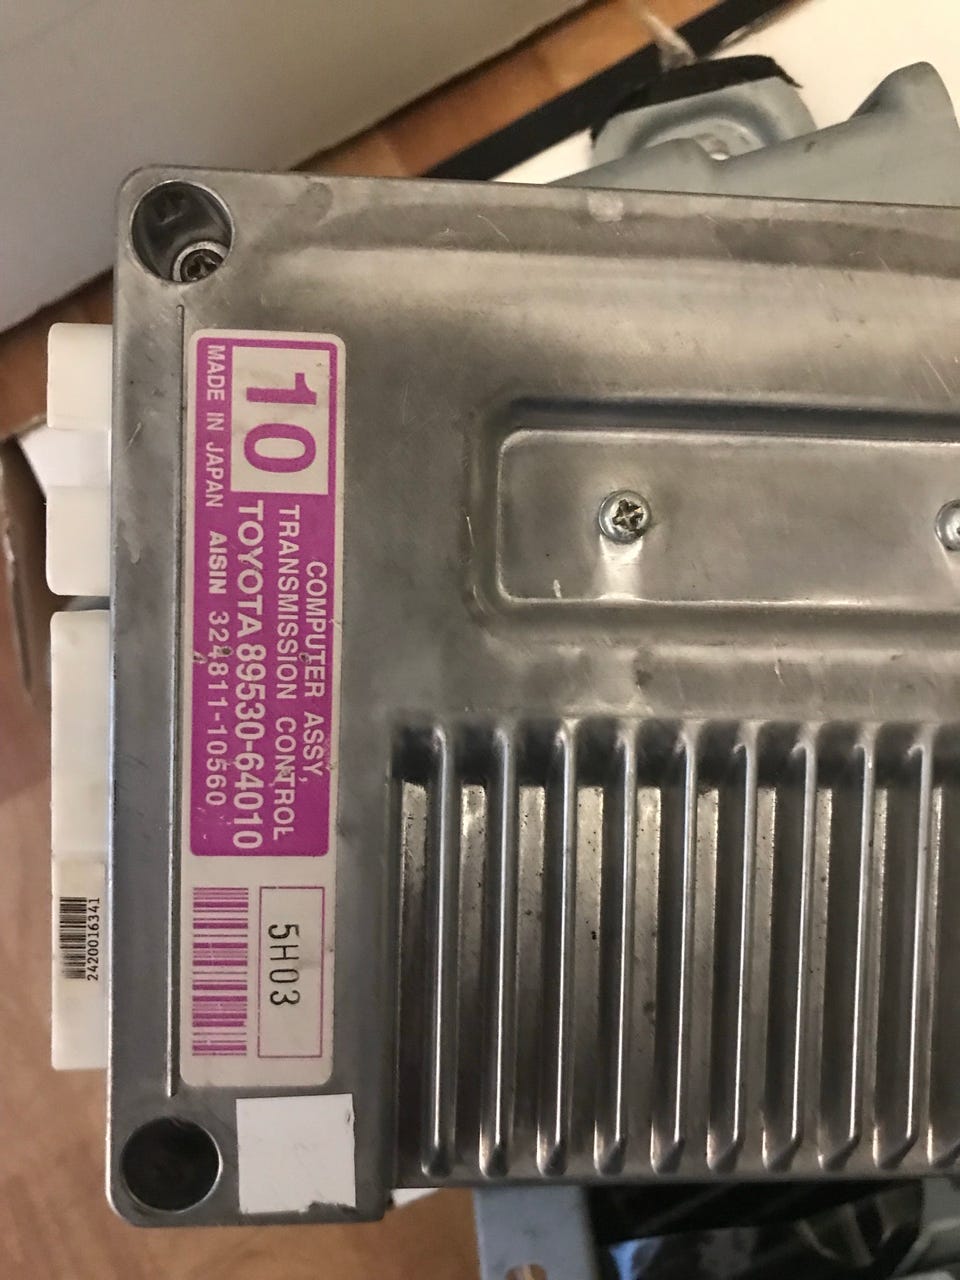 10
COMPUTER ASSY,
TRANSMISSION CONTROL
TOYOTA 89530-64010
MADE IN JAPAN AISIN 324811-10560
5H03
2420016341